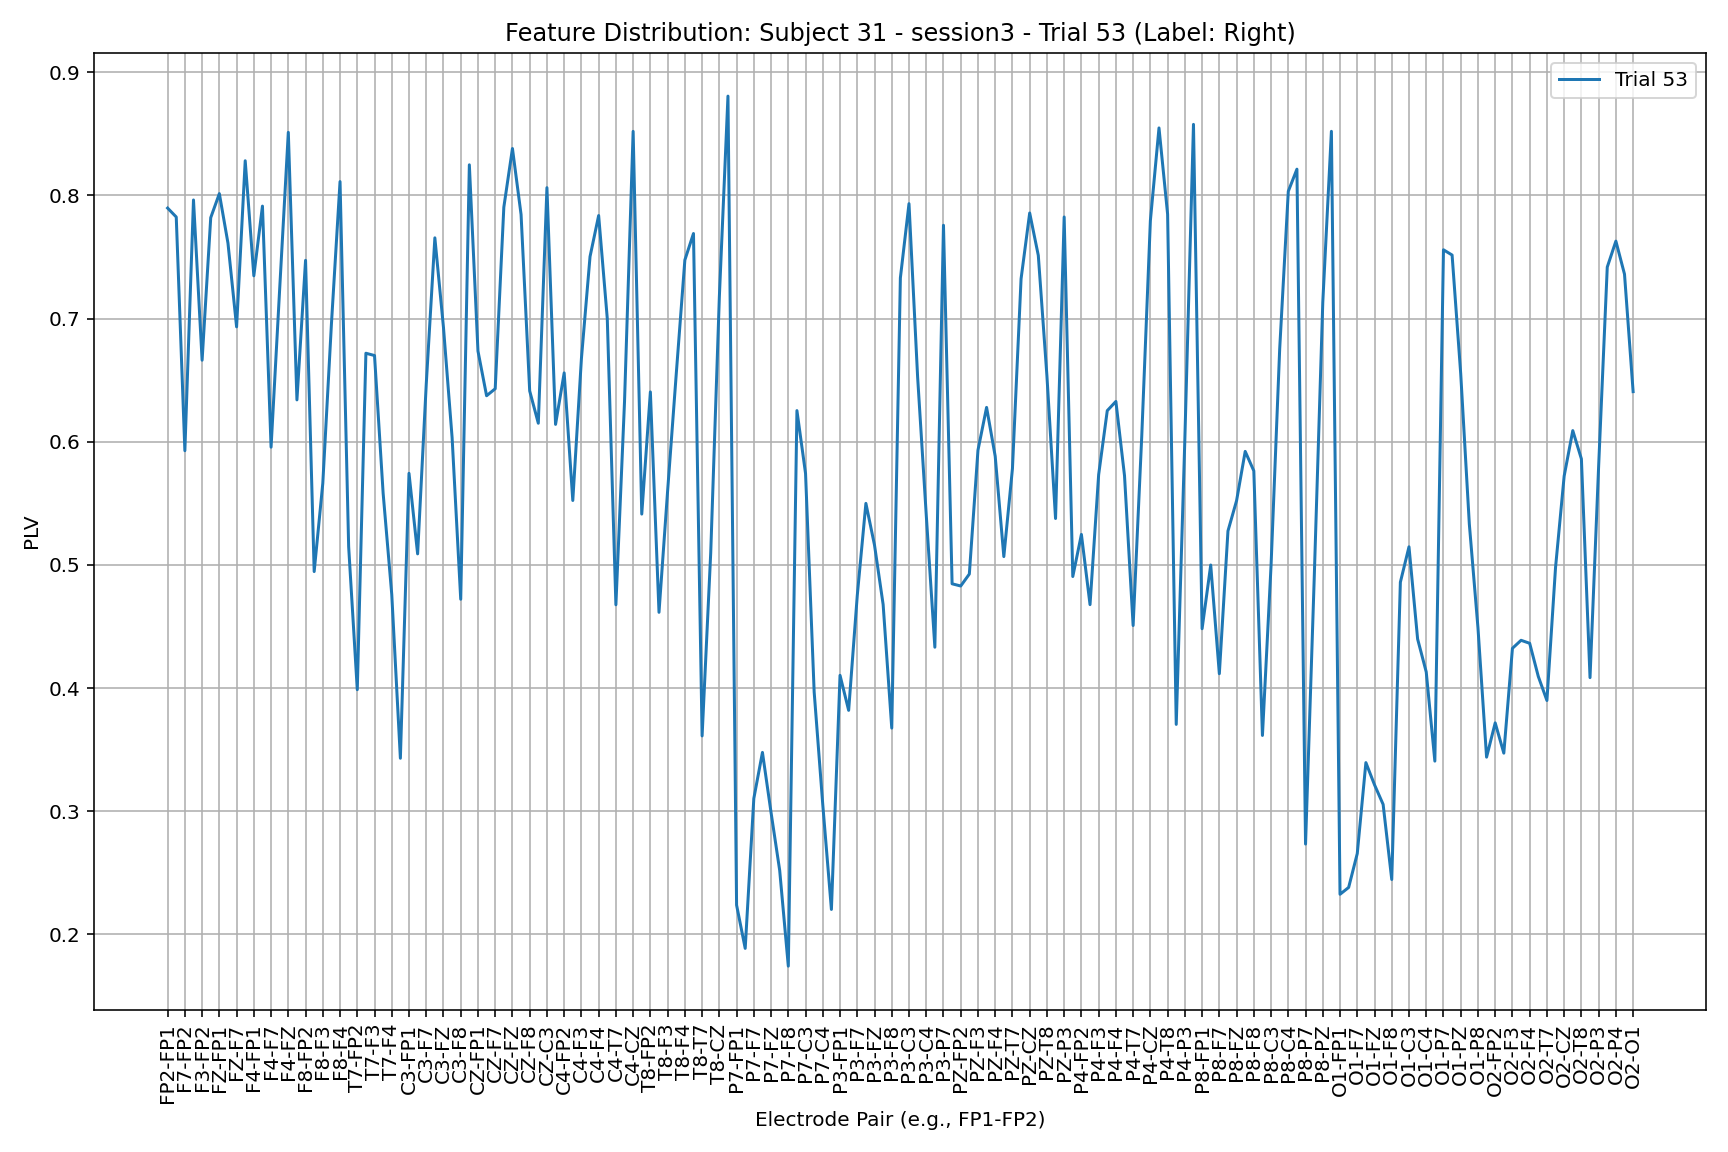 Feature Distribution: Subject 31 - session3 - Trial 53 (Label: Right)
Trial 53
0.9
0.8
0.7
0.6
0.5
0.4
0.3
0.2
PLV
FP2-FP1
F7-FP2
F3-FP2
FZ-FP1
FZ-F7
F4-FP1
F4-F7
F4-FZ
F8-FP2
F8-F3
F8-F4
T7-FP2
T7-F3
T7-F4
C3-FP1
C3-F7
C3-FZ
C3-F8
CZ-FP1
CZ-F7
CZ-FZ
CZ-F8
CZ-C3
C4-FP2
C4-F3
C4-F4
C4-T7
C4-CZ
T8-FP2
T8-F3
T8-F4
T8-T7
T8-CZ
P7-FP1
P7-F7
P7-FZ
P7-F8
P7-C3
P7-C4
P3-FP1
P3-F7
P3-FZ
P3-F8
P3-C3
P3-C4
P3-P7
PZ-FP2
PZ-F3
PZ-F4
PZ-T7
PZ-CZ
PZ-T8
PZ-P3
P4-FP2
P4-F3
P4-F4
P4-T7
P4-CZ
P4-T8
P4-P3
P8-FP1
P8-F7
P8-FZ
P8-F8
P8-C3
P8-C4
P8-P7
P8-PZ
O1-FP1
O1-F7
O1-FZ
O1-F8
O1-C3
O1-C4
O1-P7
O1-PZ
O1-P8
O2-FP2
O2-F3
O2-F4
O2-T7
O2-CZ
O2-T8
O2-P3
O2-P4
O2-O1
Electrode Pair (e.g., FP1-FP2)